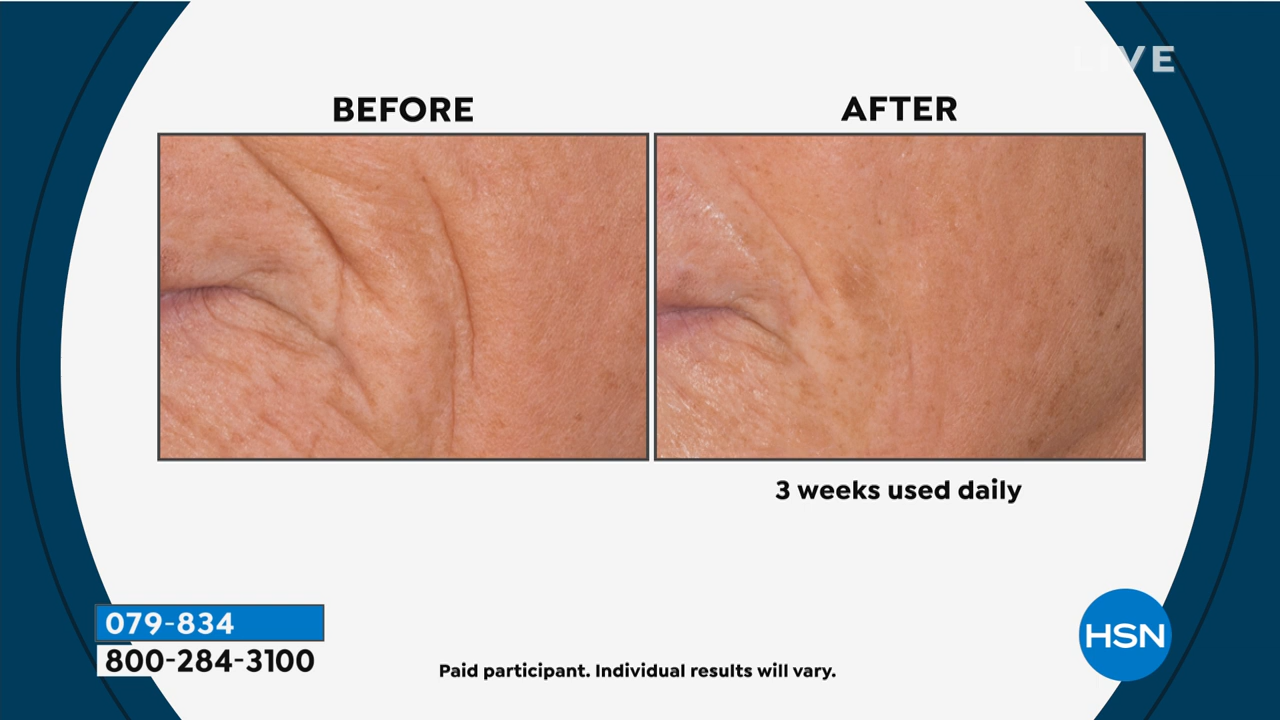 LIVE
BEFORE
AFTER
3 weeks used daily
079-834
800-284-3100
Paid participant. Individual results will vary.
HSN